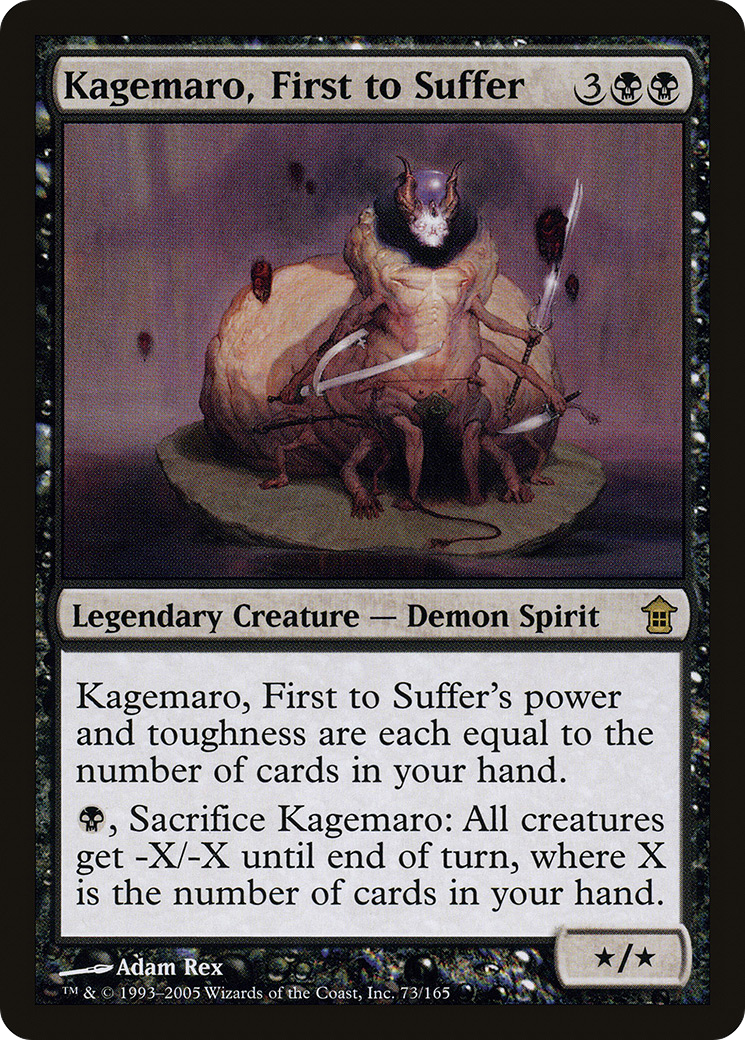 Kagemaro, First to Suffer 3
Legendary Creature — Demon Spirit
Kagemaro, First to Suffer's power
and toughness are each equal to the
number of cards in your hand.
, Sacrifice Kagemaro: All creatures
get -X/-X until end of turn, where X
is the number of cards in your hand.
★/★
Adam Rex
™ & © 1993–2005 Wizards of the Coast, Inc. 73/165